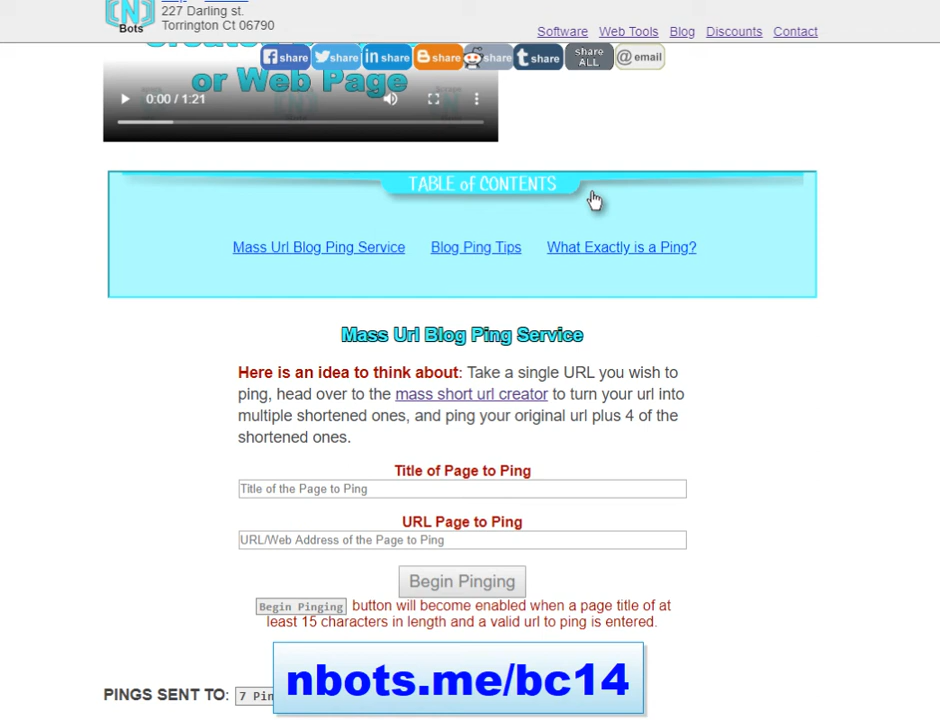 Bots
227 Darling st.
Torrington Ct 06790
Software Web Tools Blog Discounts Contact
share share share share share share share ALL @ email
or Web Page
0:00 / 1:21
TABLE of CONTENTS
Mass Url Blog Ping Service Blog Ping Tips What Exactly is a Ping?
Mass Url Blog Ping Service
Here is an idea to think about: Take a single URL you wish to
ping, head over to the mass short url creator to turn your url into
multiple shortened ones, and ping your original url plus 4 of the
shortened ones.
Title of Page to Ping
Title of the Page to Ping
URL Page to Ping
URL/Web Address of the Page to Ping
Begin Pinging
Begin Pinging button will become enabled when a page title of at
least 15 characters in length and a valid url to ping is entered.
nbots.me/bc14
PINGS SENT TO: 7 Pin